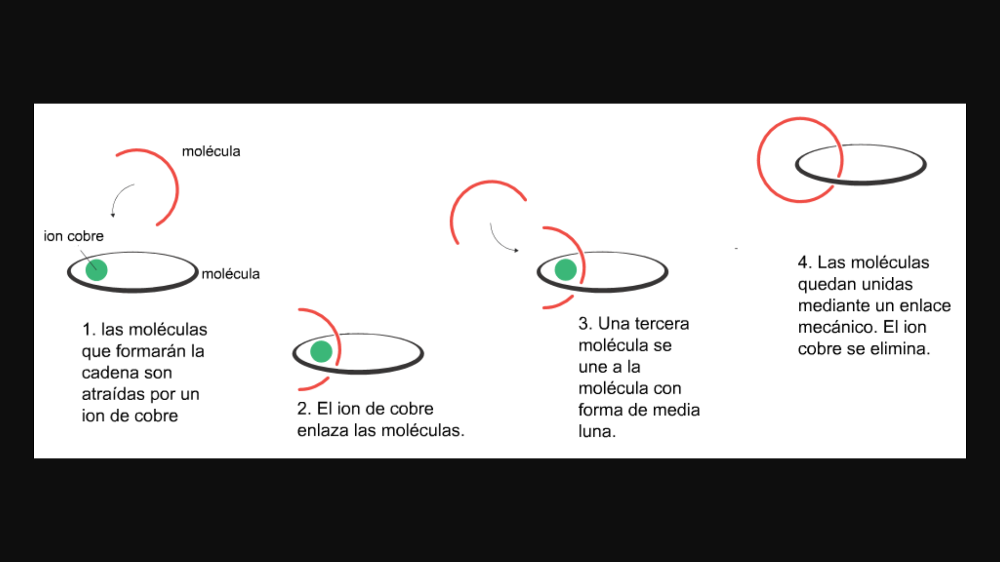 molécula
ion cobre
molécula
1. las moléculas
que formarán la
cadena son
atraídas por un
ion de cobre
2. El ion de cobre
enlaza las moléculas.
3. Una tercera
molécula se
une a la
molécula con
forma de media
luna.
4. Las moléculas
quedan unidas
mediante un enlace
mecánico. El ion
cobre se elimina.